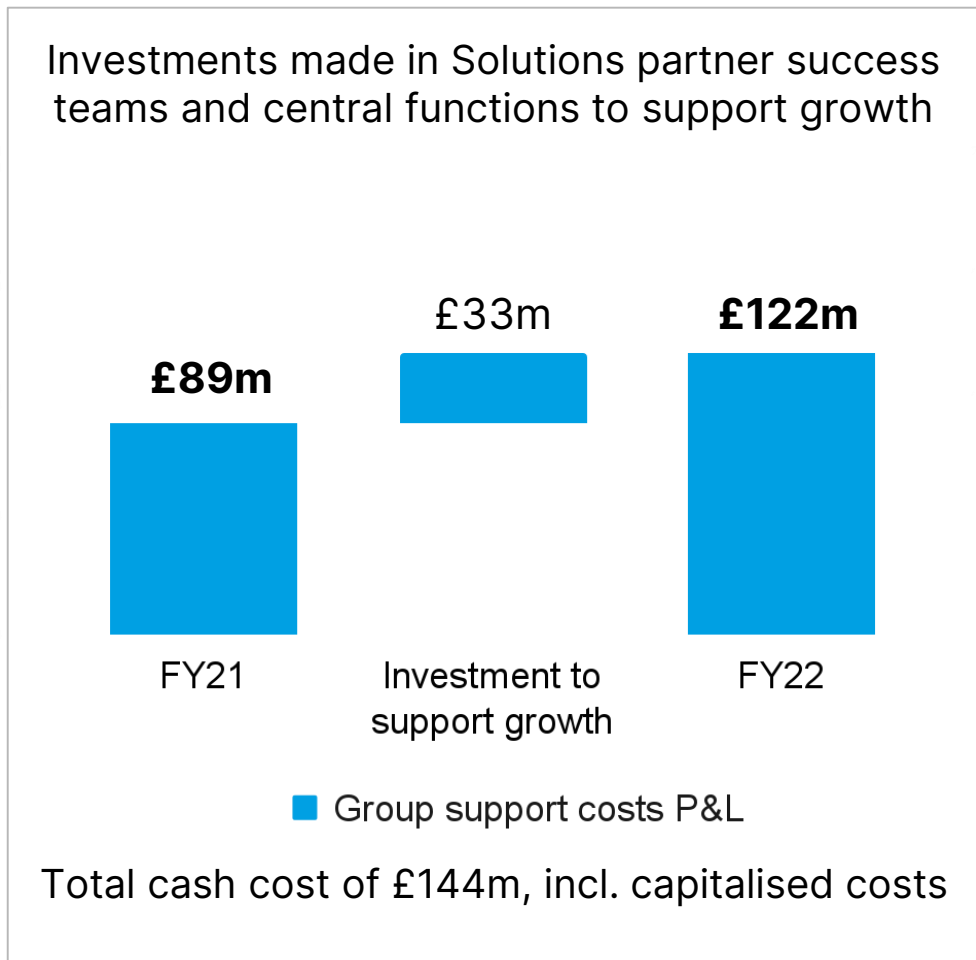 Investments made in Solutions partner success
teams and central functions to support growth
£33m
£122m
£89m
FY21
Investment to
support growth
FY22
Group support costs P&L
Total cash cost of £144m, incl. capitalised costs